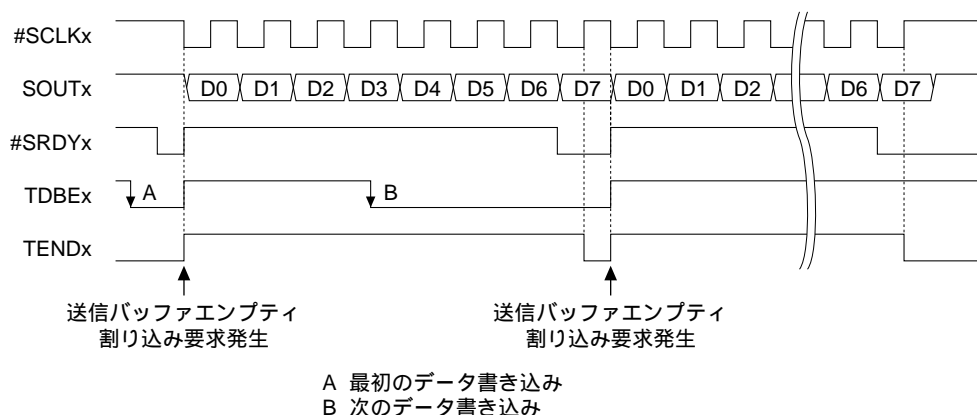 #SCLKx
SOUTx D0 D1 D2 D3 D4 D5 D6 D7 D0 D1 D2 D6 D7
#SRDYx
TDBEx A B
TENDx
送信バッファエンプティ
割り込み要求発生
送信バッファエンプティ
割り込み要求発生
A 最初のデータ書き込み
B 次のデータ書き込み